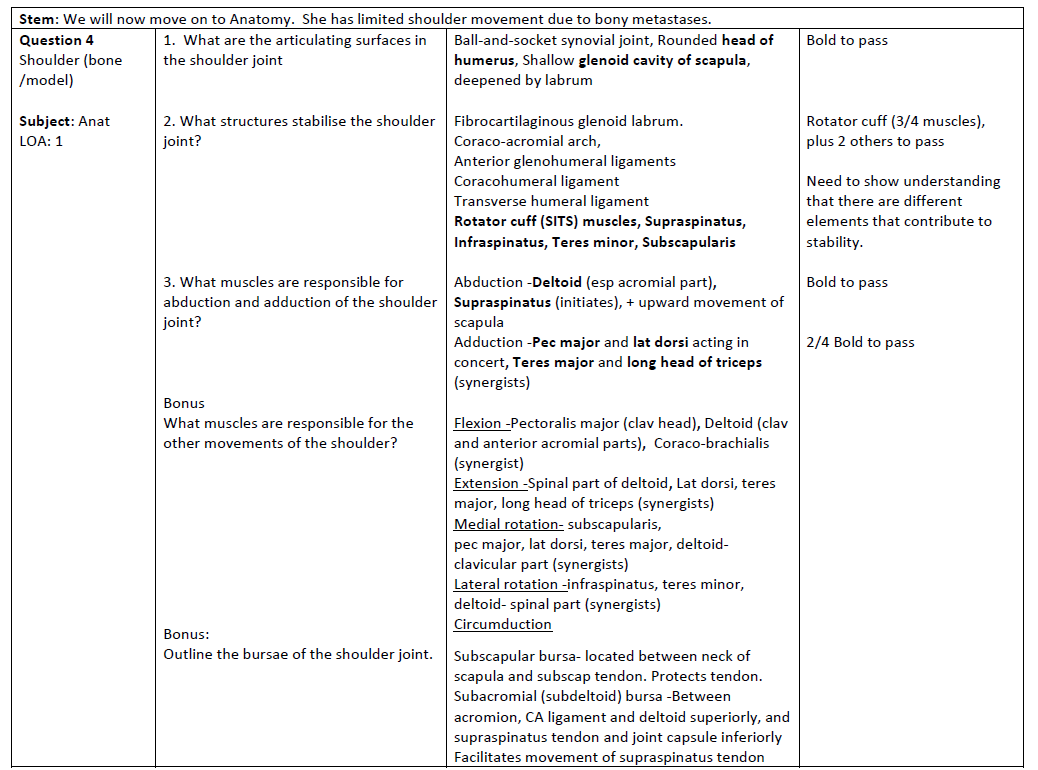 Stem: We will now move on to Anatomy. She has limited shoulder movement due to bony metastases.
Question 4
Shoulder (bone
/model)
Subject: Anat
LOA: 1
1. What are the articulating surfaces in
the shoulder joint
Ball-and-socket synovial joint, Rounded head of
humerus, Shallow glenoid cavity of scapula,
deepened by labrum
Bold to pass
2. What structures stabilise the shoulder
joint?
Fibrocartilaginous glenoid labrum.
Coraco-acromial arch,
Anterior glenohumeral ligaments
Coracohumeral ligament
Transverse humeral ligament
Rotator cuff (SITS) muscles, Supraspinatus,
Infraspinatus, Teres minor, Subscapularis
Rotator cuff (3/4 muscles),
plus 2 others to pass
Need to show understanding
that there are different
elements that contribute to
stability.
3. What muscles are responsible for
abduction and adduction of the shoulder
joint?
Abduction -Deltoid (esp acromial part),
Supraspinatus (initiates), + upward movement of
scapula
Adduction -Pec major and lat dorsi acting in
concert, Teres major and long head of triceps
(synergists)
Bold to pass
2/4 Bold to pass
Bonus
What muscles are responsible for the
other movements of the shoulder?
Flexion -Pectoralis major (clav head), Deltoid (clav
and anterior acromial parts), Coraco-brachialis
(synergist)
Extension -Spinal part of deltoid, Lat dorsi, teres
major, long head of triceps (synergists)
Medial rotation- subscapularis,
pec major, lat dorsi, teres major, deltoid-
clavicular part (synergists)
Lateral rotation -infraspinatus, teres minor,
deltoid- spinal part (synergists)
Circumduction
Bonus:
Outline the bursae of the shoulder joint.
Subscapular bursa- located between neck of
scapula and subscap tendon. Protects tendon.
Subacromial (subdeltoid) bursa -Between
acromion, CA ligament and deltoid superiorly, and
supraspinatus tendon and joint capsule inferiorly
Facilitates movement of supraspinatus tendon